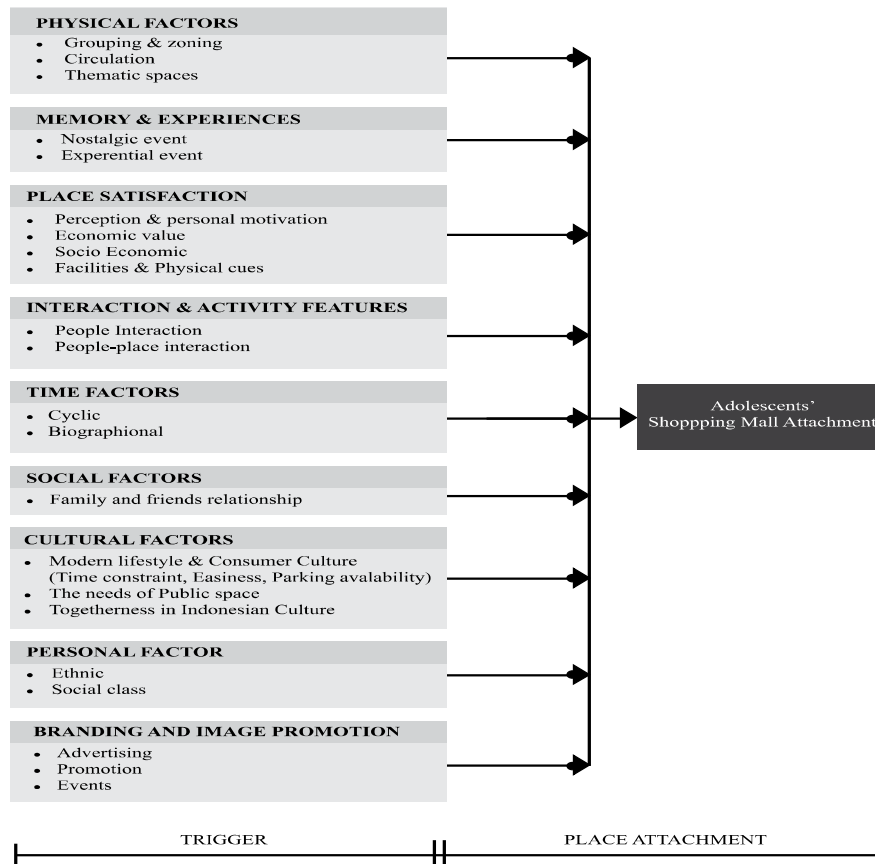 PHYSICAL FACTORS
• Grouping & zoning
• Circulation
• Thematic spaces
MEMORY & EXPERIENCES
• Nostalgic event
• Experential event
PLACE SATISFACTION
• Perception & personal motivation
• Economic value
• Socio Economic
• Facilities & Physical cues
INTERACTION & ACTIVITY FEATURES
• People Interaction
• People-place interaction
TIME FACTORS
• Cyclic
• Biographional
SOCIAL FACTORS
• Family and friends relationship
CULTURAL FACTORS
• Modern lifestyle & Consumer Culture
(Time constraint, Easiness, Parking avalability)
• The needs of Public space
• Togetherness in Indonesian Culture
PERSONAL FACTOR
• Ethnic
• Social class
BRANDING AND IMAGE PROMOTION
• Advertising
• Promotion
• Events
Adolescents’
Shoppping Mall Attachment
TRIGGER
PLACE ATTACHMENT